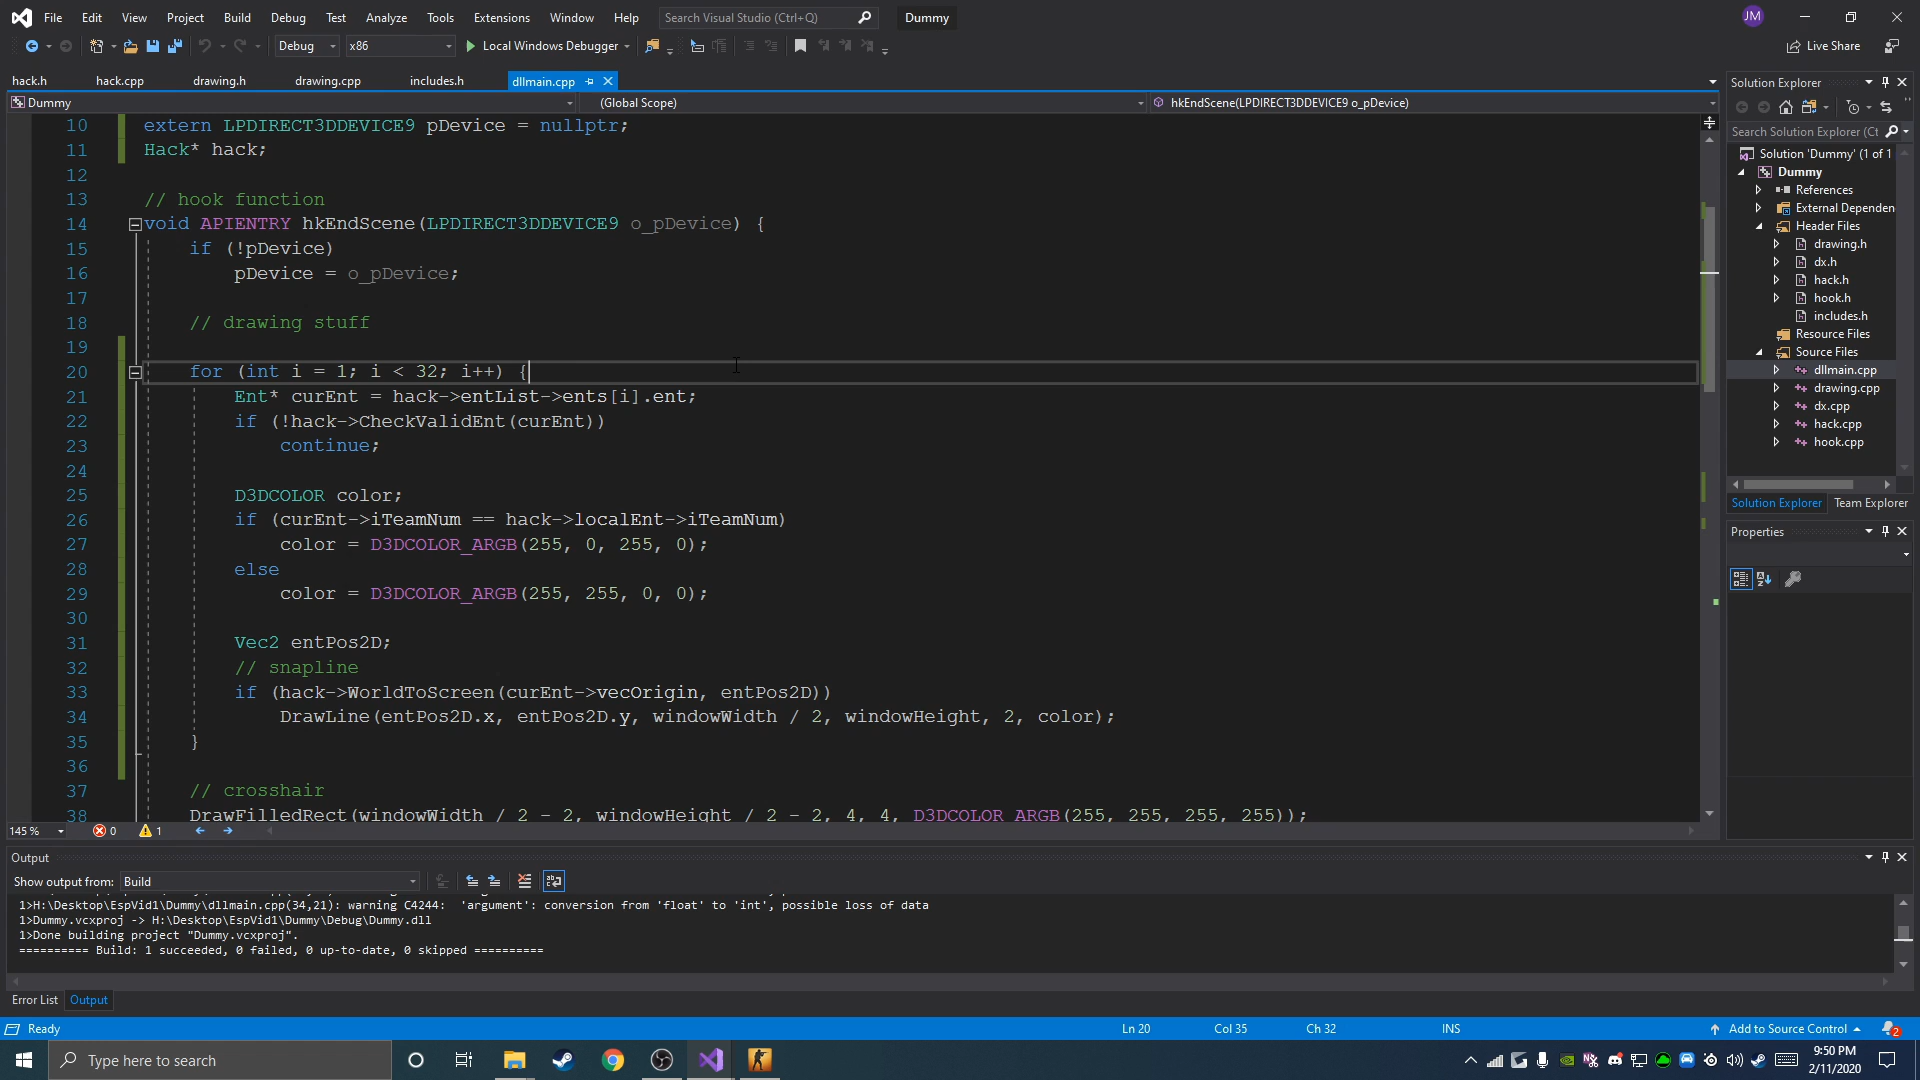 File Edit View Project Build Debug Test Analyze Tools Extensions Window Help Search Visual Studio (Ctrl+Q) Dummy JM
Debug x86 Local Windows Debugger Live Share
hack.h hack.cpp drawing.h drawing.cpp includes.h dllmain.cpp
Dummy (Global Scope) hkEndScene(LPDIRECT3DDEVICE9 o_pDevice)
10 extern LPDIRECT3DDEVICE9 pDevice = nullptr;
11 Hack* hack;
12
13 // hook function
14 void APIENTRY hkEndScene(LPDIRECT3DDEVICE9 o_pDevice) {
15 if (!pDevice)
16 pDevice = o_pDevice;
17
18 // drawing stuff
19
20 for (int i = 1; i < 32; i++) {
21 Ent* curEnt = hack->entList->ents[i].ent;
22 if (!hack->CheckValidEnt(curEnt))
23 continue;
24
25 D3DCOLOR color;
26 if (curEnt->iTeamNum == hack->localEnt->iTeamNum)
27 color = D3DCOLOR_ARGB(255, 0, 255, 0);
28 else
29 color = D3DCOLOR_ARGB(255, 255, 0, 0);
30
31 Vec2 entPos2D;
32 // snapline
33 if (hack->WorldToScreen(curEnt->vecOrigin, entPos2D))
34 DrawLine(entPos2D.x, entPos2D.y, windowWidth / 2, windowHeight, 2, color);
35 }
36
37 // crosshair
38 DrawFilledRect(windowWidth / 2 - 2, windowHeight / 2 - 2, 4, 4, D3DCOLOR_ARGB(255, 255, 255, 255));
145 % 0 1
Solution Explorer
Search Solution Explorer (Ct
Solution 'Dummy' (1 of 1
Dummy
References
External Dependen
Header Files
drawing.h
dx.h
hack.h
hook.h
includes.h
Resource Files
Source Files
dllmain.cpp
drawing.cpp
dx.cpp
hack.cpp
hook.cpp
Solution Explorer Team Explorer
Properties
Output
Show output from: Build
1>H:\Desktop\EspVid1\Dummy\dllmain.cpp(34,21): warning C4244: 'argument': conversion from 'float' to 'int', possible loss of data
1>Dummy.vcxproj -> H:\Desktop\EspVid1\Dummy\Debug\Dummy.dll
1>Done building project "Dummy.vcxproj".
========== Build: 1 succeeded, 0 failed, 0 up-to-date, 0 skipped ==========
Error List Output
Ready Ln 20 Col 35 Ch 32 INS Add to Source Control 2
Type here to search 9:50 PM
2/11/2020